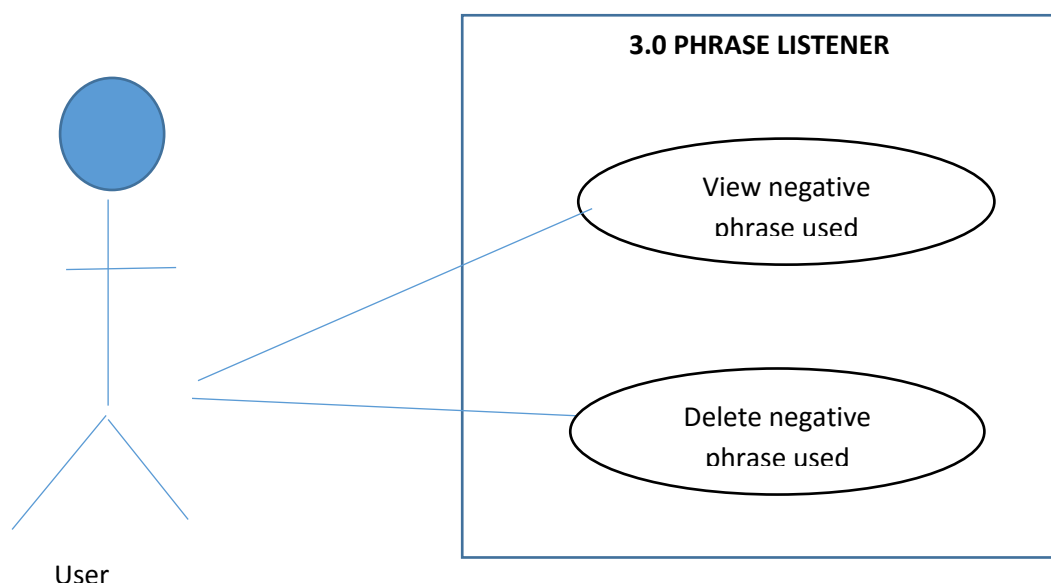 3.0 PHRASE LISTENER
View negative
phrase used
Delete negative
phrase used
User